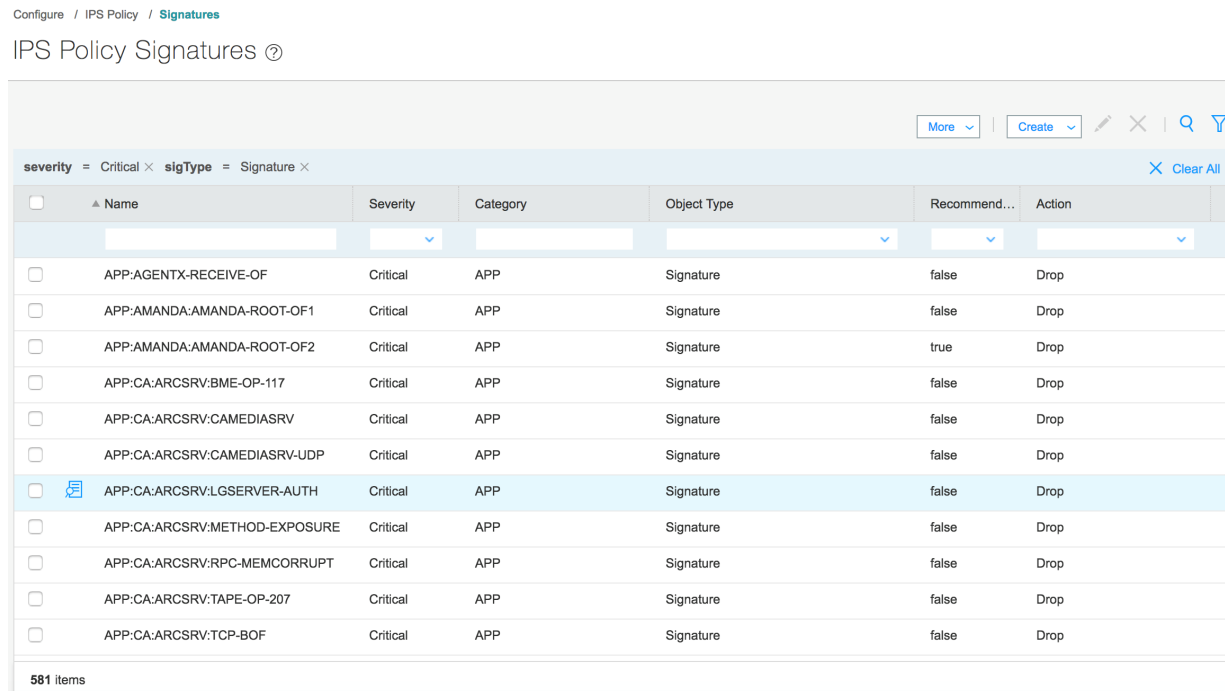 Configure / IPS Policy / Signatures
IPS Policy Signatures ?
More Create
severity = Critical × sigType = Signature × × Clear All
Name Severity Category Object Type Recommend... Action
APP:AGENTX-RECEIVE-OF Critical APP Signature false Drop
APP:AMANDA:AMANDA-ROOT-OF1 Critical APP Signature false Drop
APP:AMANDA:AMANDA-ROOT-OF2 Critical APP Signature true Drop
APP:CA:ARCSRV:BME-OP-117 Critical APP Signature false Drop
APP:CA:ARCSRV:CAMEDIASRV Critical APP Signature false Drop
APP:CA:ARCSRV:CAMEDIASRV-UDP Critical APP Signature false Drop
APP:CA:ARCSRV:LGSERVER-AUTH Critical APP Signature false Drop
APP:CA:ARCSRV:METHOD-EXPOSURE Critical APP Signature false Drop
APP:CA:ARCSRV:RPC-MEMCORRUPT Critical APP Signature false Drop
APP:CA:ARCSRV:TAPE-OP-207 Critical APP Signature false Drop
APP:CA:ARCSRV:TCP-BOF Critical APP Signature false Drop
581 items